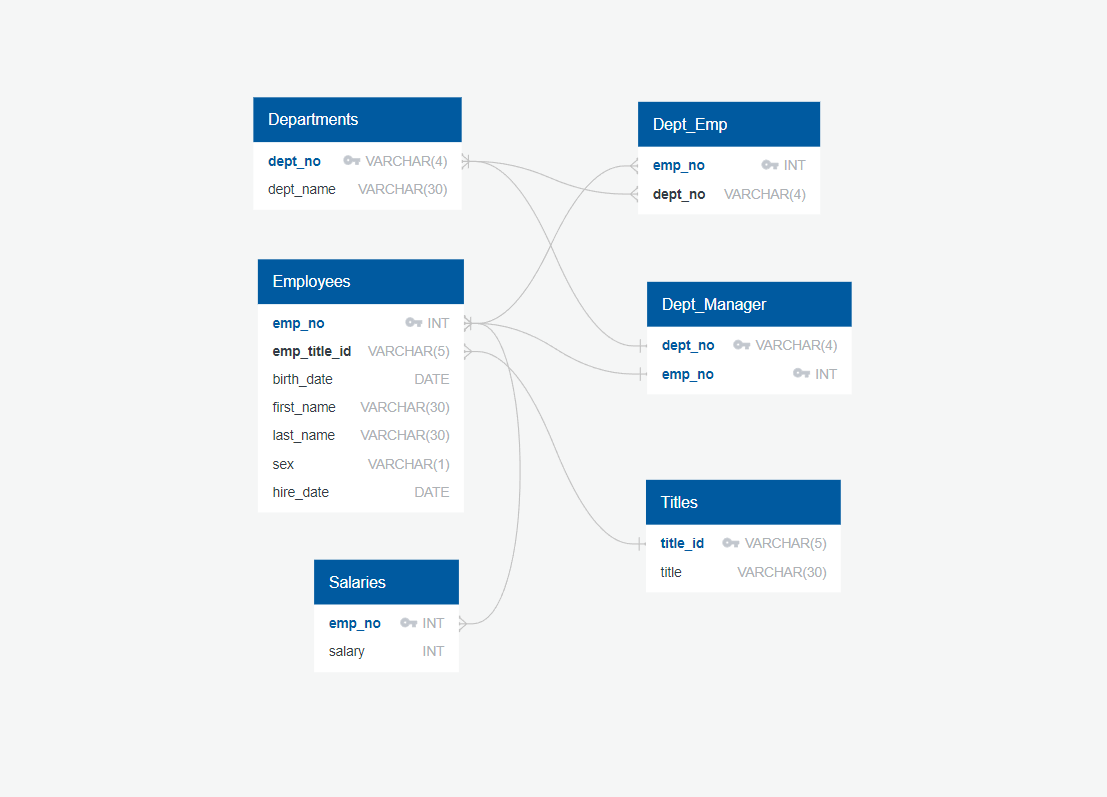 Departments
dept_no VARCHAR(4)
dept_name VARCHAR(30)
Dept_Emp
emp_no INT
dept_no VARCHAR(4)
Employees
emp_no INT
emp_title_id VARCHAR(5)
birth_date DATE
first_name VARCHAR(30)
last_name VARCHAR(30)
sex VARCHAR(1)
hire_date DATE
Dept_Manager
dept_no VARCHAR(4)
emp_no INT
Titles
title_id VARCHAR(5)
title VARCHAR(30)
Salaries
emp_no INT
salary INT